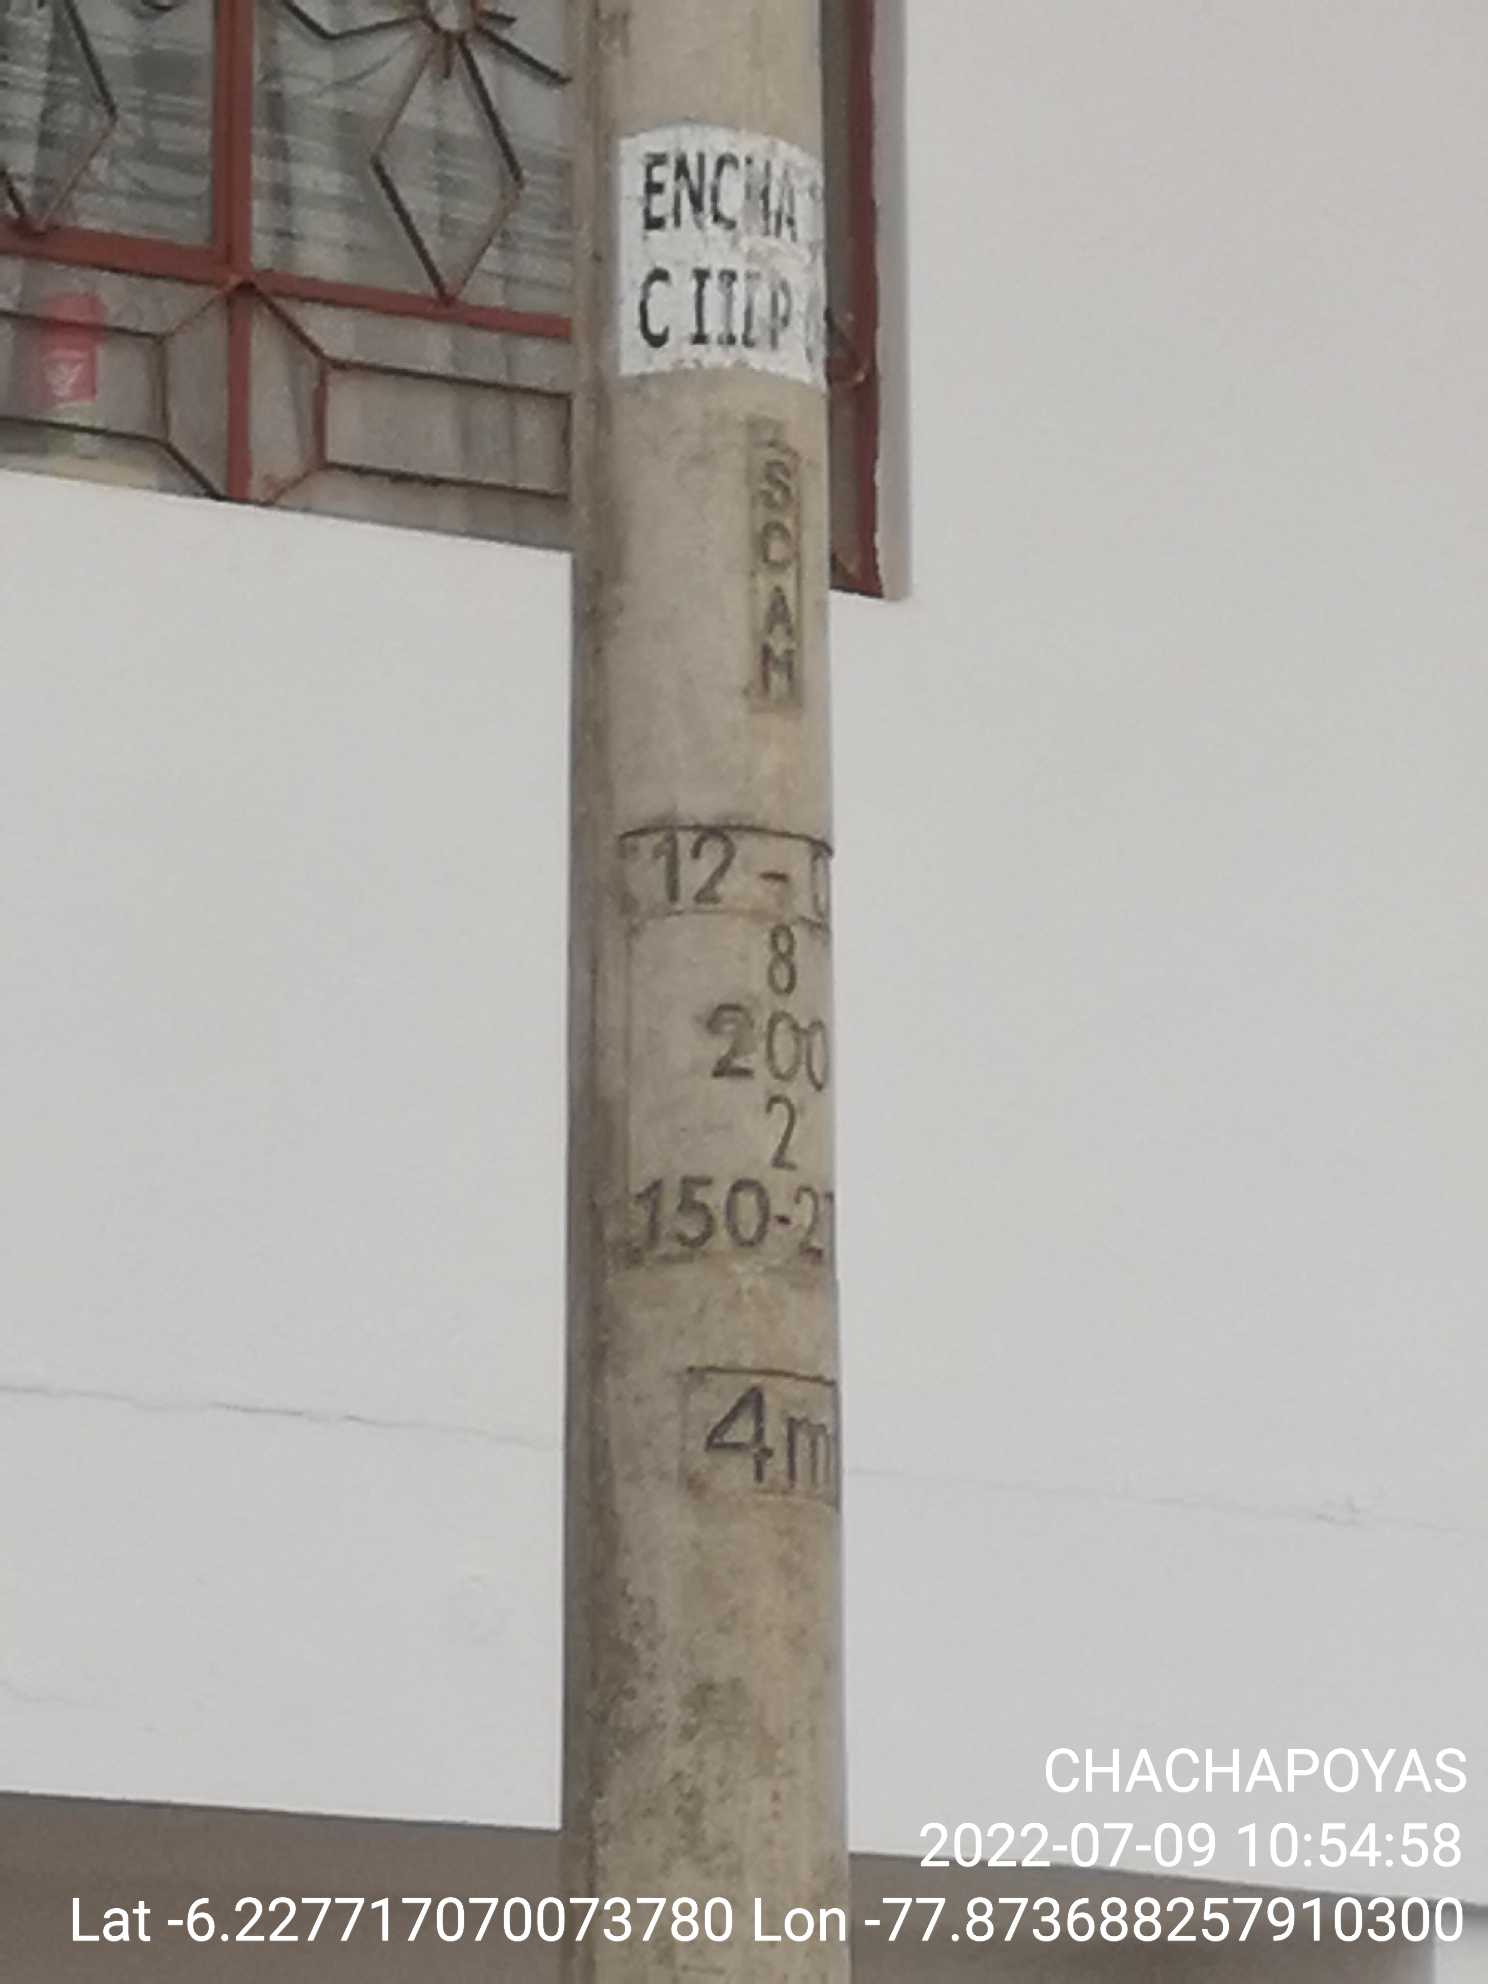 ENCHA
C III P
SCAM
12 -
8
200
2
150-2
4m
CHACHAPOYAS
2022-07-09 10:54:58
Lat -6.227717070073780 Lon -77.873688257910300